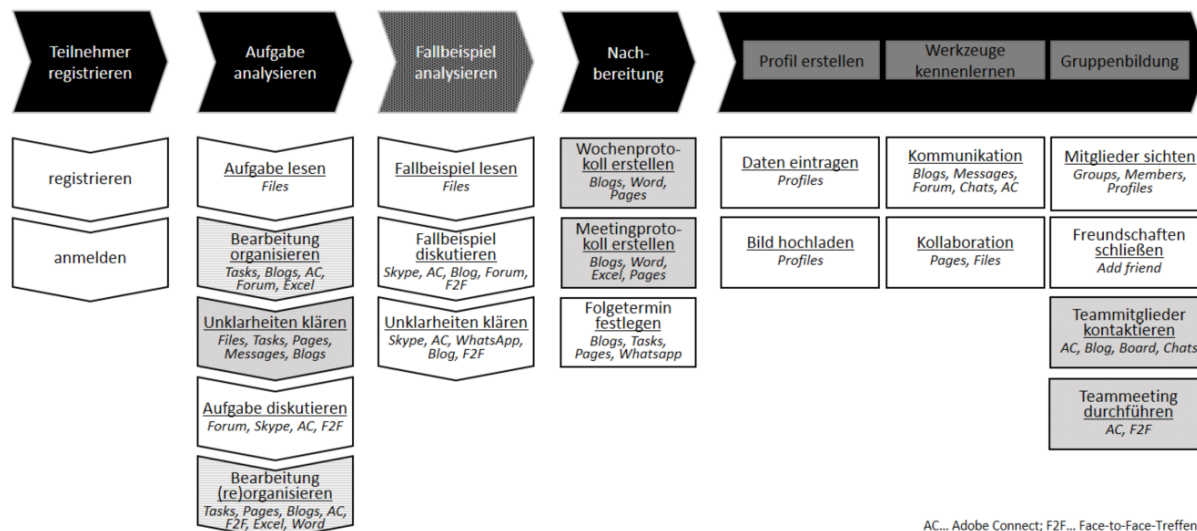 Teilnehmer
registrieren
Aufgabe
analysieren
Fallbeispiel
analysieren
Nach-
bereitung
Profil erstellen
Werkzeuge
kennenlernen
Gruppenbildung
registrieren
anmelden
Aufgabe lesen
Files
Bearbeitung
organisieren
Tasks, Blogs, AC,
Forum, Excel
Unklarheiten klären
Files, Tasks, Pages,
Messages, Blogs
Aufgabe diskutieren
Forum, Skype, AC, F2F
Bearbeitung
(re)organisieren
Tasks, Pages, Blogs, AC,
F2F, Excel, Word
Fallbeispiel lesen
Files
Fallbeispiel
diskutieren
Skype, AC, Blog, Forum,
F2F
Unklarheiten klären
Skype, AC, WhatsApp,
Blog, F2F
Wochenproto-
koll erstellen
Blogs, Word,
Pages
Meetingproto-
koll erstellen
Blogs, Word,
Excel, Pages
Folgetermin
festlegen
Blogs, Tasks,
Pages, Whatsapp
Daten eintragen
Profiles
Bild hochladen
Profiles
Kommunikation
Blogs, Messages,
Forum, Chats, AC
Kollaboration
Pages, Files
Mitglieder sichten
Groups, Members,
Profiles
Freundschaften
schließen
Add friend
Teammitglieder
kontaktieren
AC, Blog, Board, Chats
Teammeeting
durchführen
AC, F2F
AC... Adobe Connect; F2F... Face-to-Face-Treffen